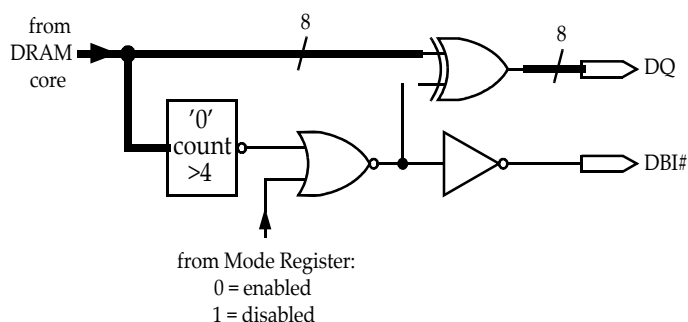 from
DRAM
core
8
8
DQ
'0'
count
>4
DBI#
from Mode Register:
0 = enabled
1 = disabled